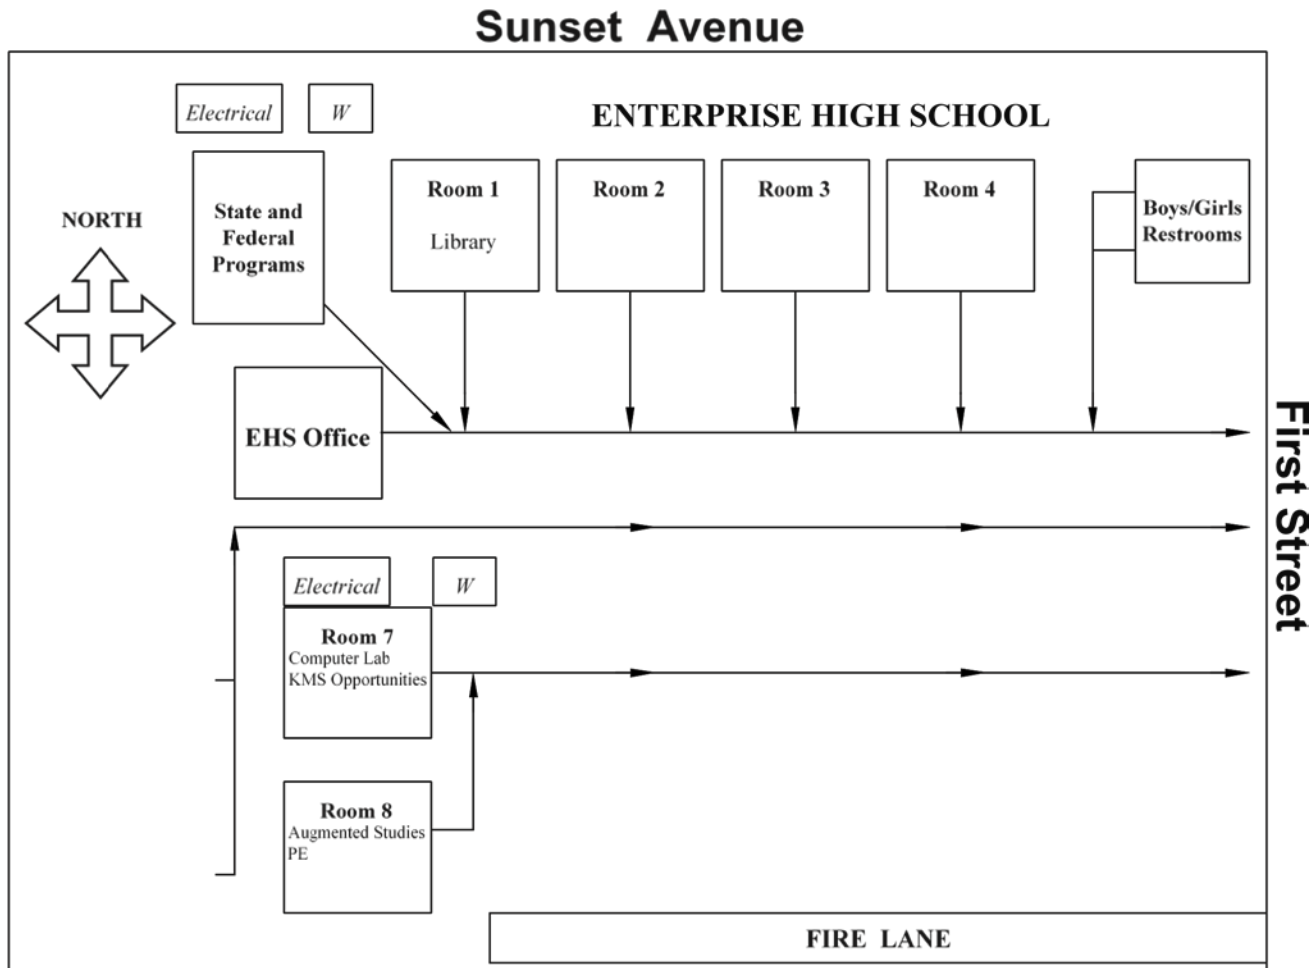 Sunset Avenue
Electrical
W
ENTERPRISE HIGH SCHOOL
NORTH
State and
Federal
Programs
Room 1
Library
Room 2
Room 3
Room 4
Boys/Girls
Restrooms
EHS Office
First Street
Electrical
W
Room 7
Computer Lab
KMS Opportunities
Room 8
Augmented Studies
PE
FIRE LANE